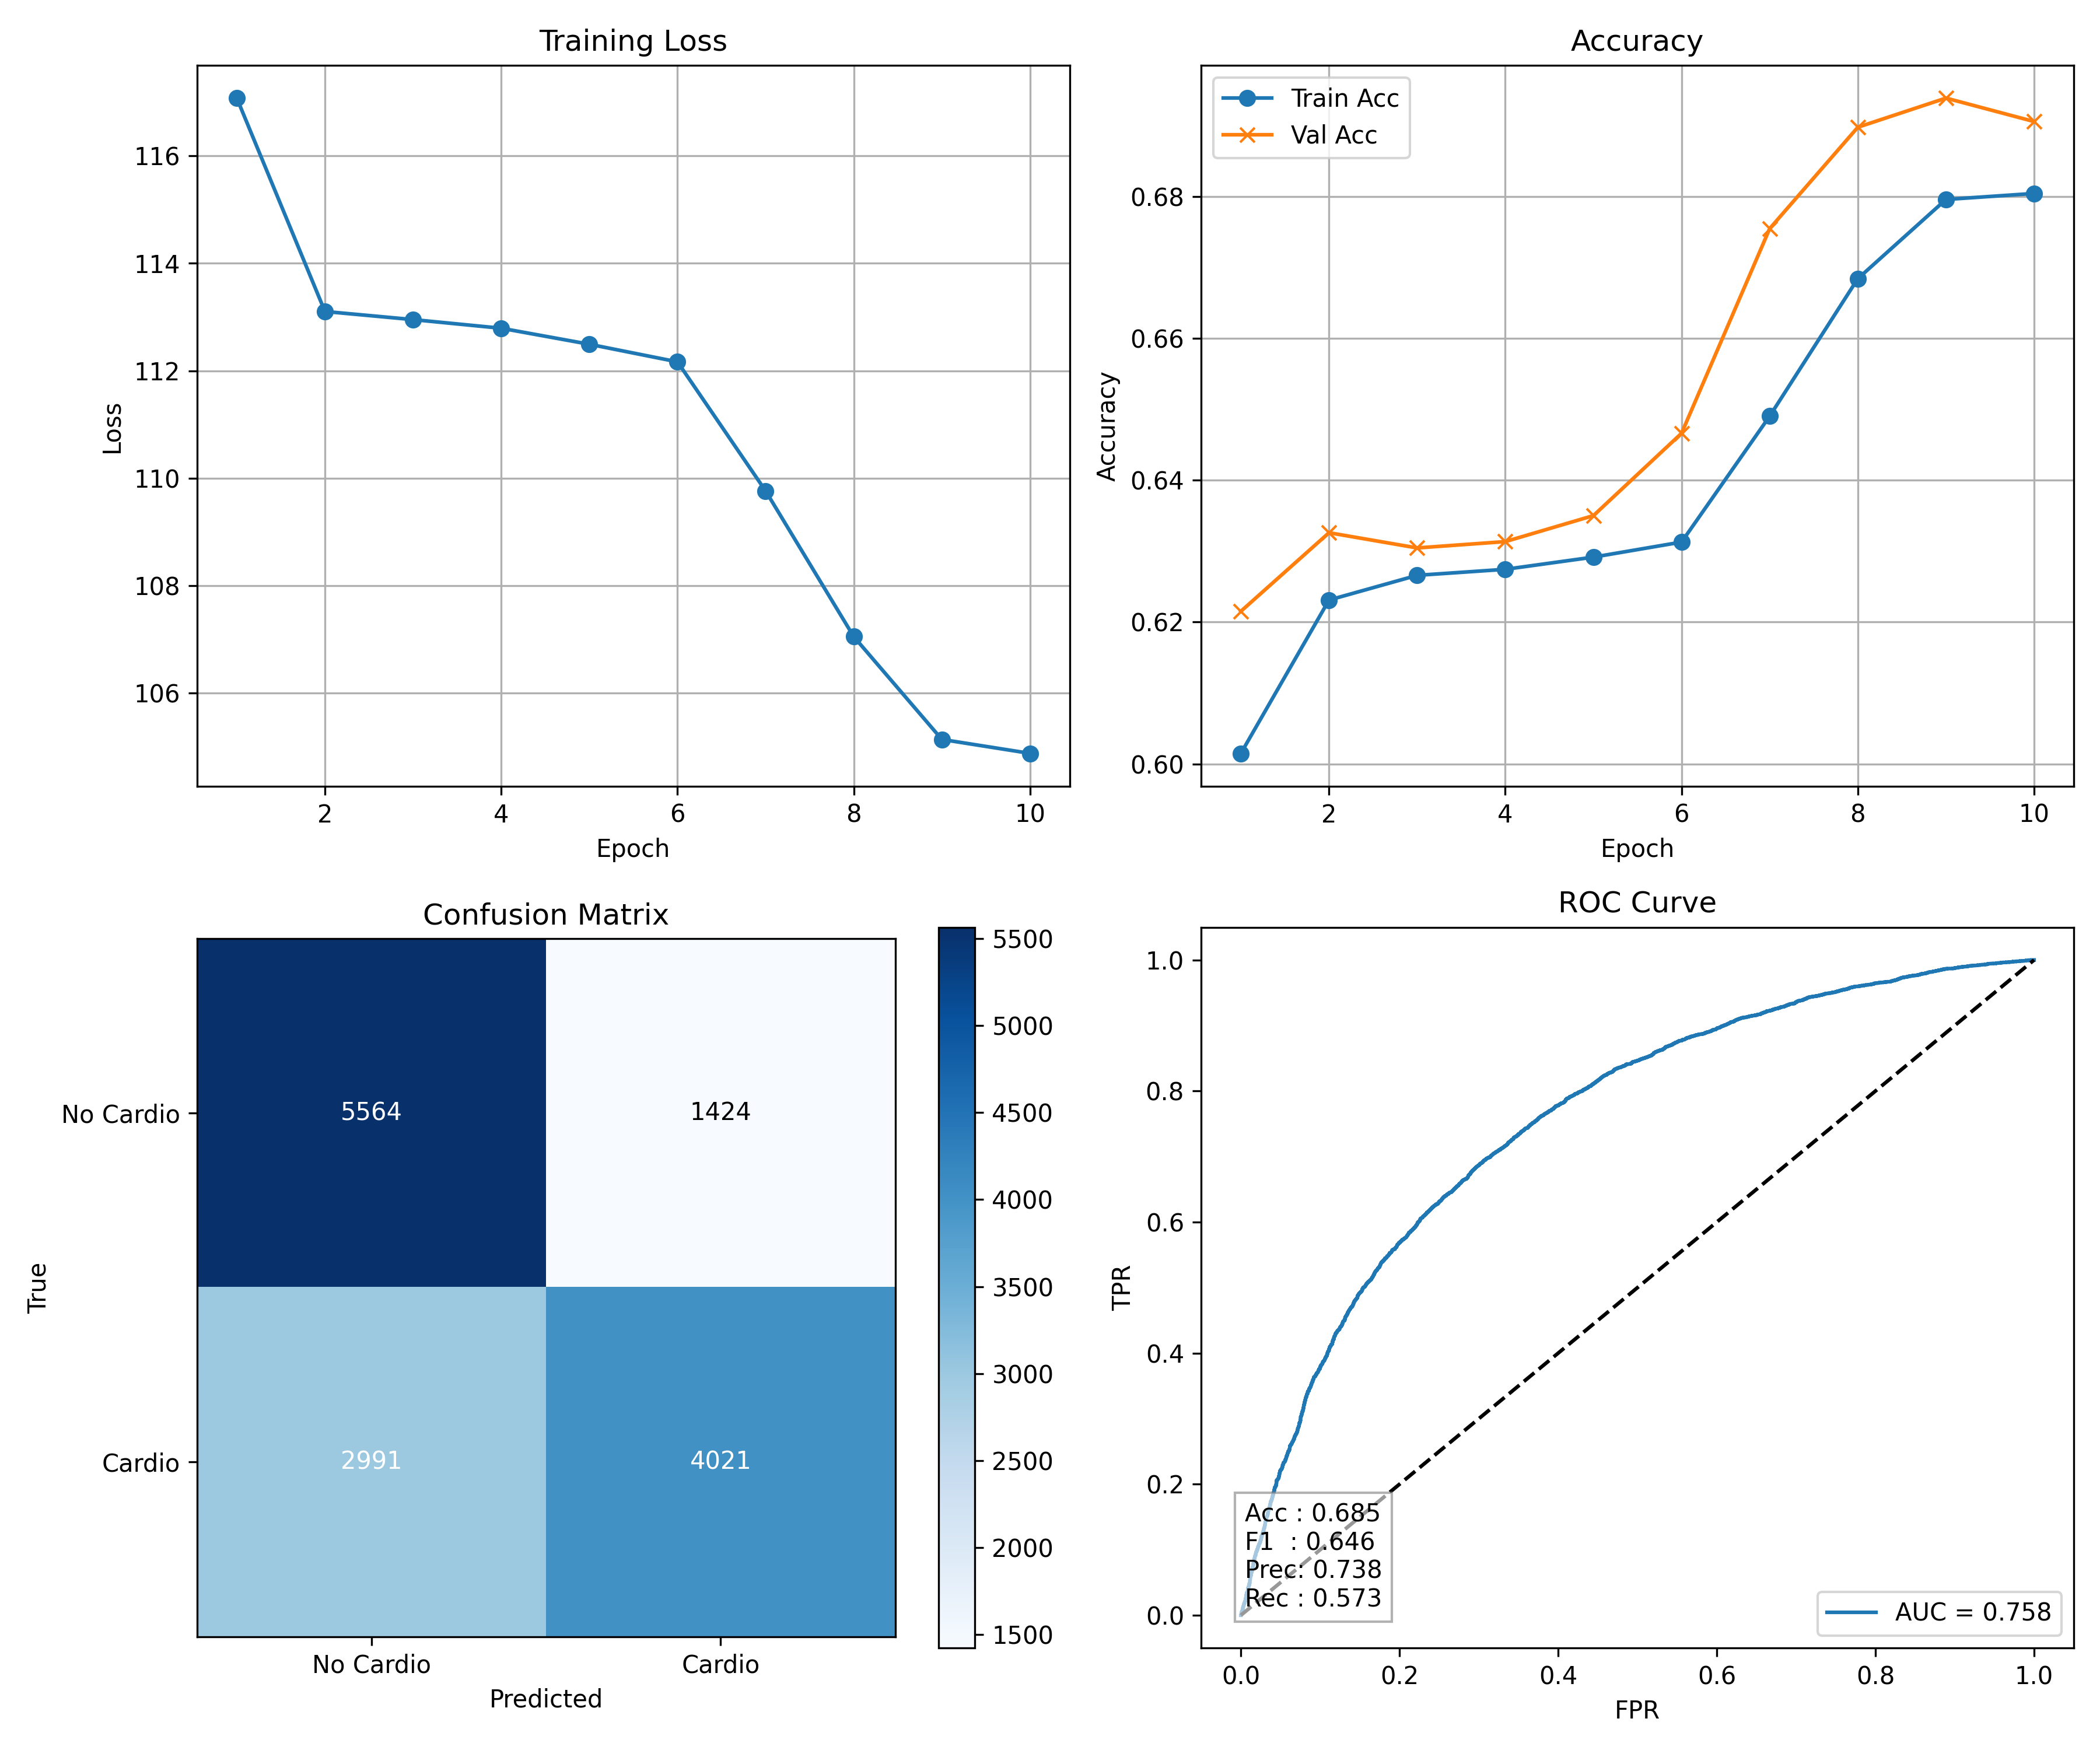 Training Loss
116
114
112
110
108
106
Loss
2 4 6 8 10
Epoch
Accuracy
Train Acc
Val Acc
0.68
0.66
0.64
0.62
0.60
Accuracy
2 4 6 8 10
Epoch
Confusion Matrix
No Cardio
Cardio
True
5564 1424
2991 4021
No Cardio Cardio
Predicted
5500
5000
4500
4000
3500
3000
2500
2000
1500
ROC Curve
1.0
0.8
0.6
0.4
0.2
0.0
TPR
Acc : 0.685
F1 : 0.646
Prec: 0.738
Rec : 0.573
AUC = 0.758
0.0 0.2 0.4 0.6 0.8 1.0
FPR